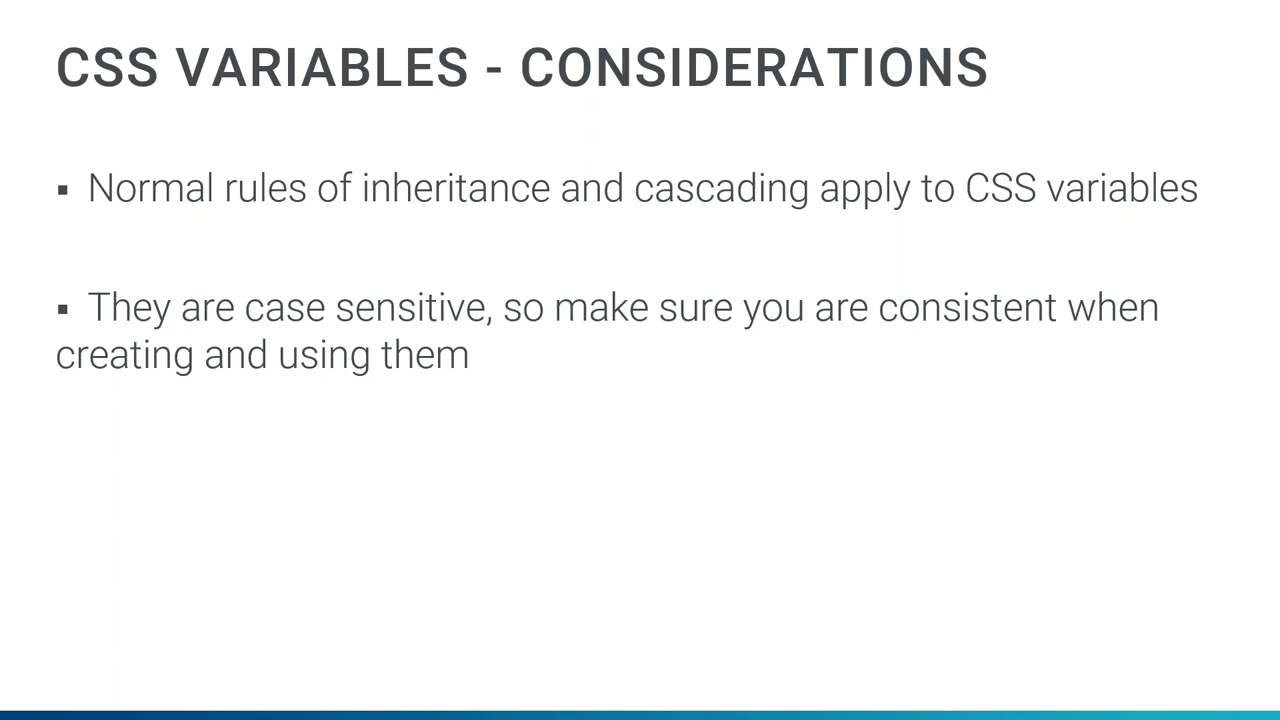 CSS VARIABLES - CONSIDERATIONS
▪ Normal rules of inheritance and cascading apply to CSS variables
▪ They are case sensitive, so make sure you are consistent when
creating and using them